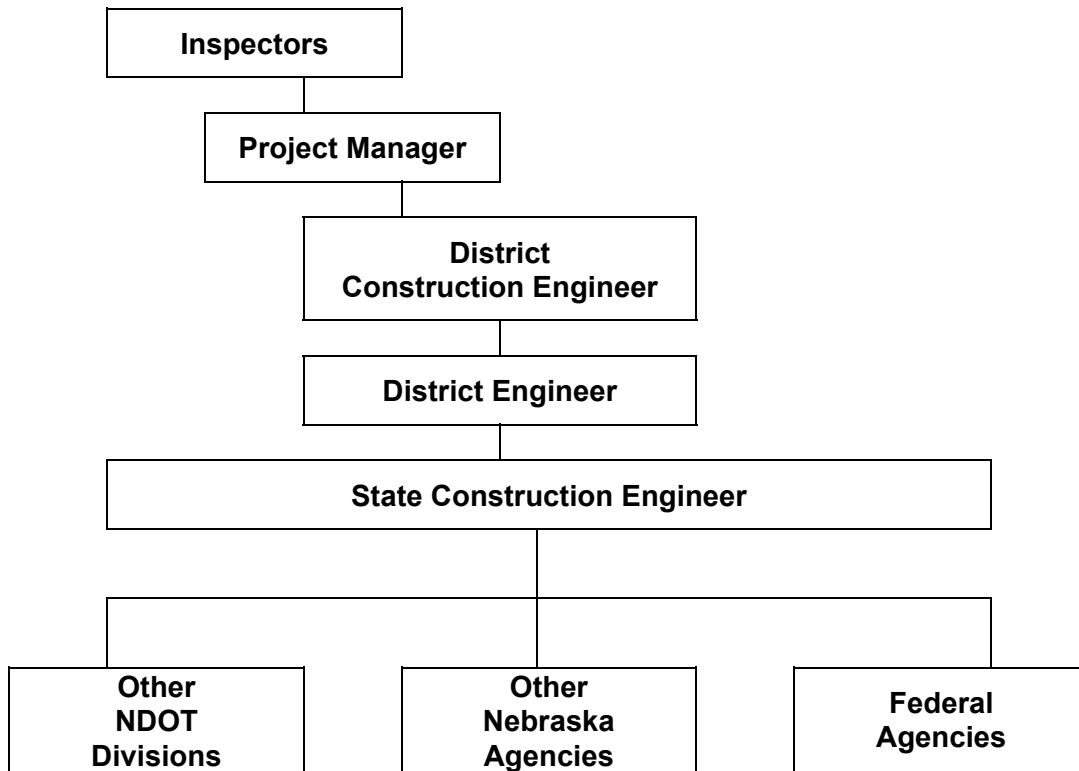 Inspectors
Project Manager
District
Construction Engineer
District Engineer
State Construction Engineer
Other
NDOT
Divisions
Other
Nebraska
Agencies
Federal
Agencies